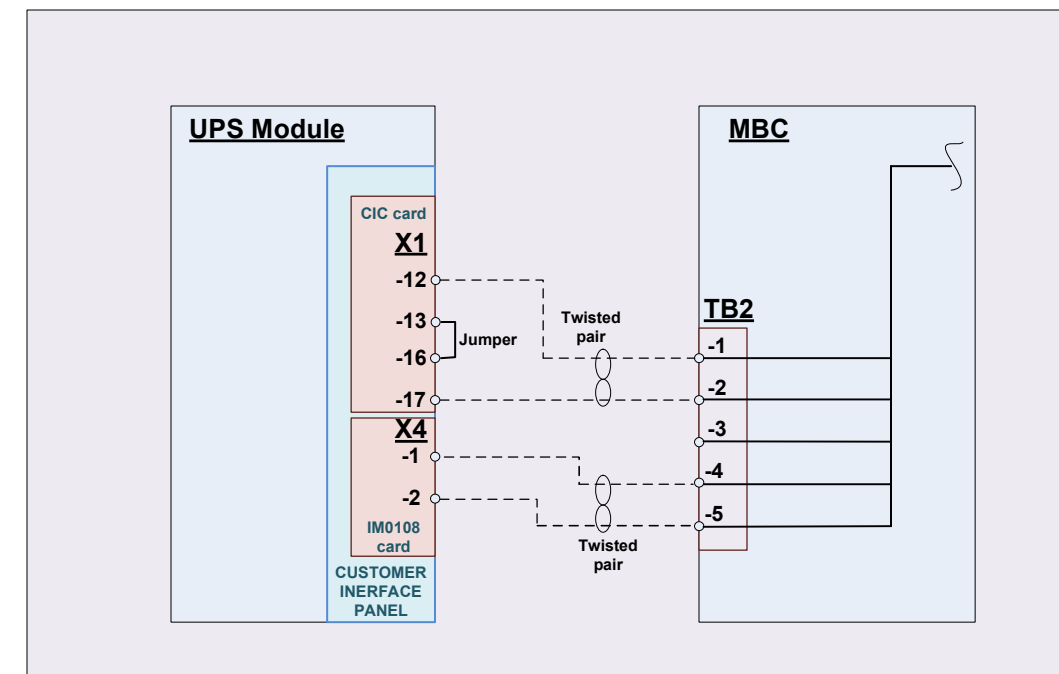 UPS Module
CIC card
X1
-12
-13
-16
Jumper
-17
X4
-1
-2
IM0108
card
CUSTOMER
INERFACE
PANEL
Twisted
pair
Twisted
pair
MBC
TB2
-1
-2
-3
-4
-5